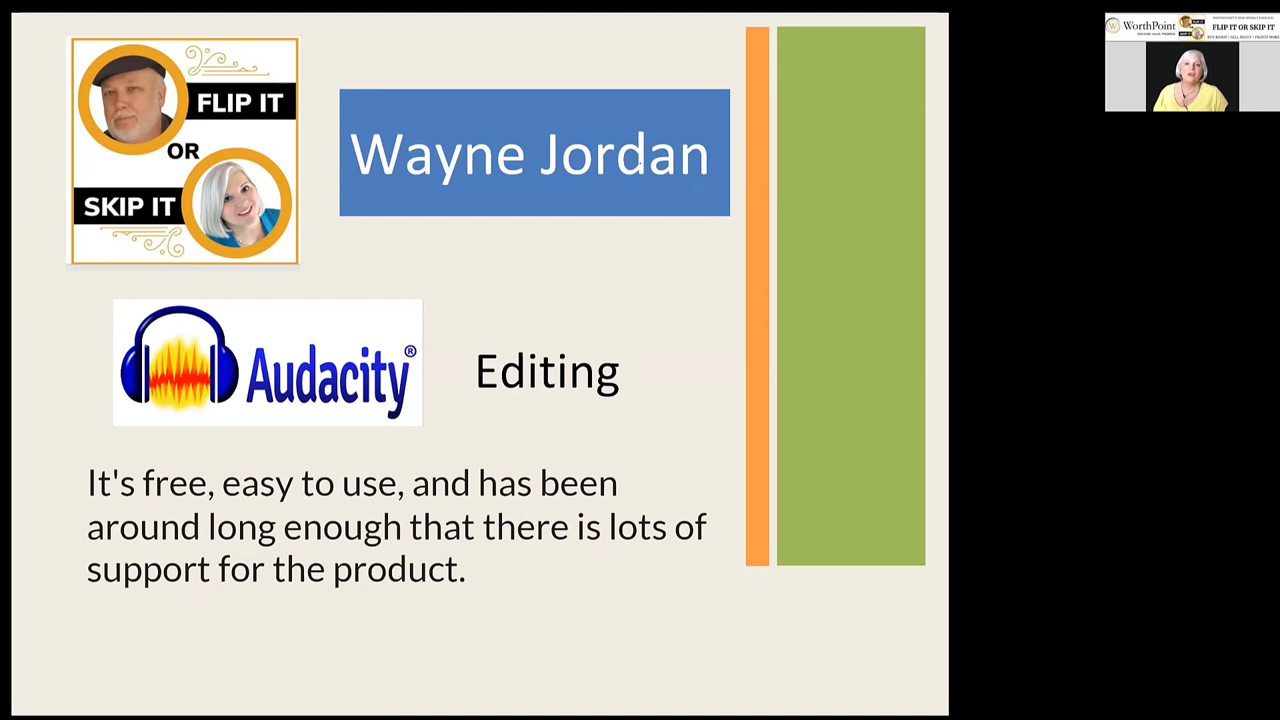 FLIP IT
OR
SKIP IT
Wayne Jordan
Audacity®
Editing
It's free, easy to use, and has been
around long enough that there is lots of
support for the product.
WorthPoint
FLIP IT OR SKIP IT